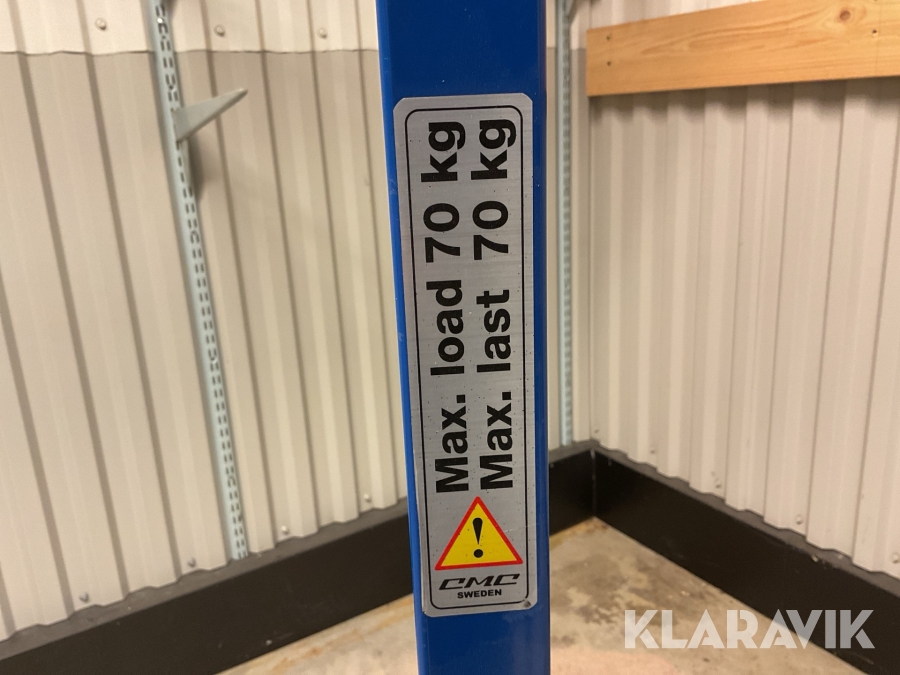 Max. load 70 kg
Max. last 70 kg
CMC
SWEDEN
KLARAVIK